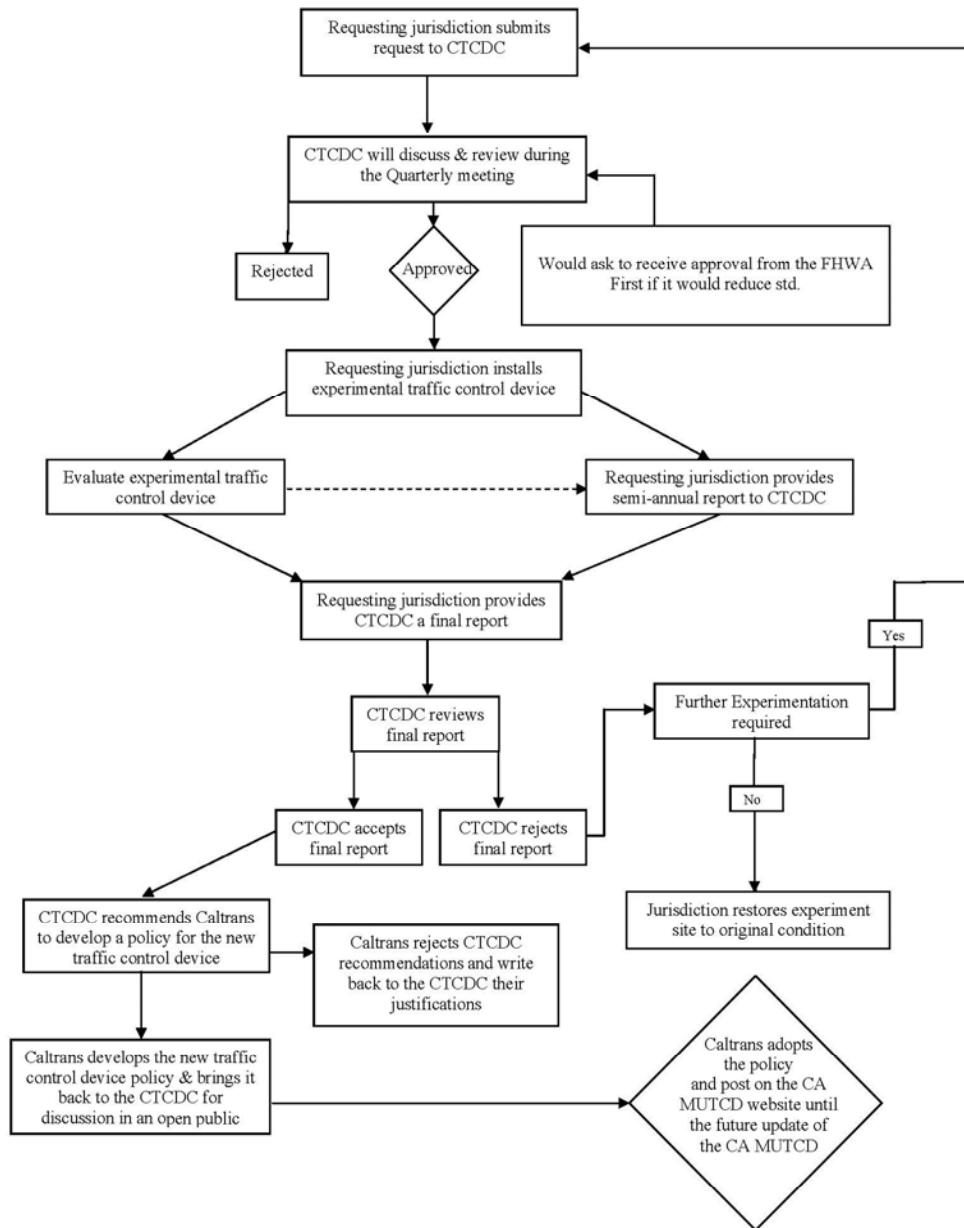 Requesting jurisdiction submits
request to CTCDC
CTCDC will discuss & review during
the Quarterly meeting
Rejected
Approved
Would ask to receive approval from the FHWA
First if it would reduce std.
Requesting jurisdiction installs
experimental traffic control device
Evaluate experimental traffic
control device
Requesting jurisdiction provides
semi-annual report to CTCDC
Requesting jurisdiction provides
CTCDC a final report
Yes
CTCDC reviews
final report
Further Experimentation
required
No
CTCDC accepts
final report
CTCDC rejects
final report
CTCDC recommends Caltrans
to develop a policy for the new
traffic control device
Caltrans rejects CTCDC
recommendations and write
back to the CTCDC their
justifications
Jurisdiction restores experiment
site to original condition
Caltrans develops the new traffic
control device policy & brings it
back to the CTCDC for
discussion in an open public
Caltrans adopts
the policy
and post on the CA
MUTCD website until
the future update of
the CA MUTCD